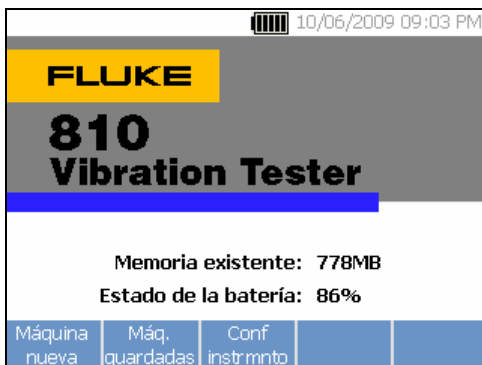 10/06/2009 09:03 PM
FLUKE
810
Vibration Tester
Memoria existente: 778MB
Estado de la batería: 86%
Máquina nueva
Máq. guardadas
Conf instrmnto